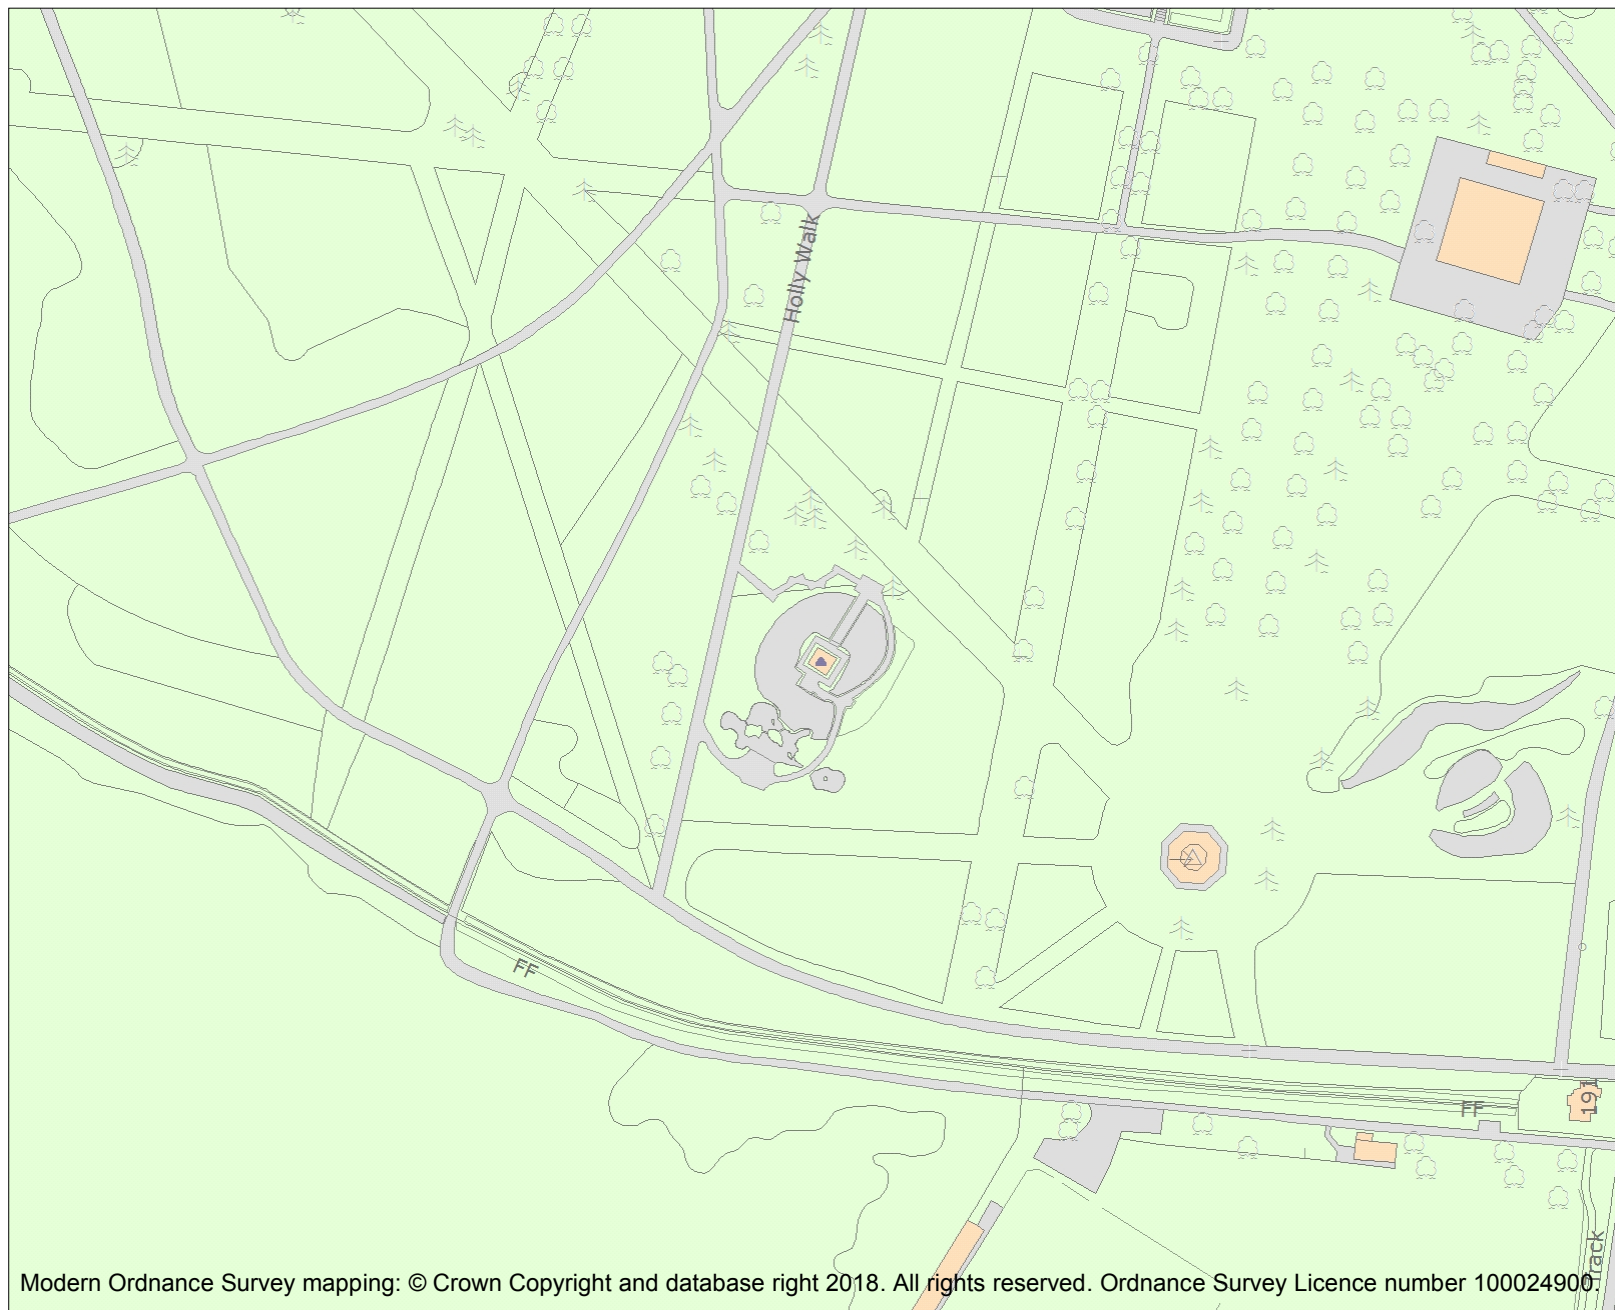 Holly Walk
FF
FF
191
Track
Modern Ordnance Survey mapping: © Crown Copyright and database right 2018. All rights reserved. Ordnance Survey Licence number 100024900.